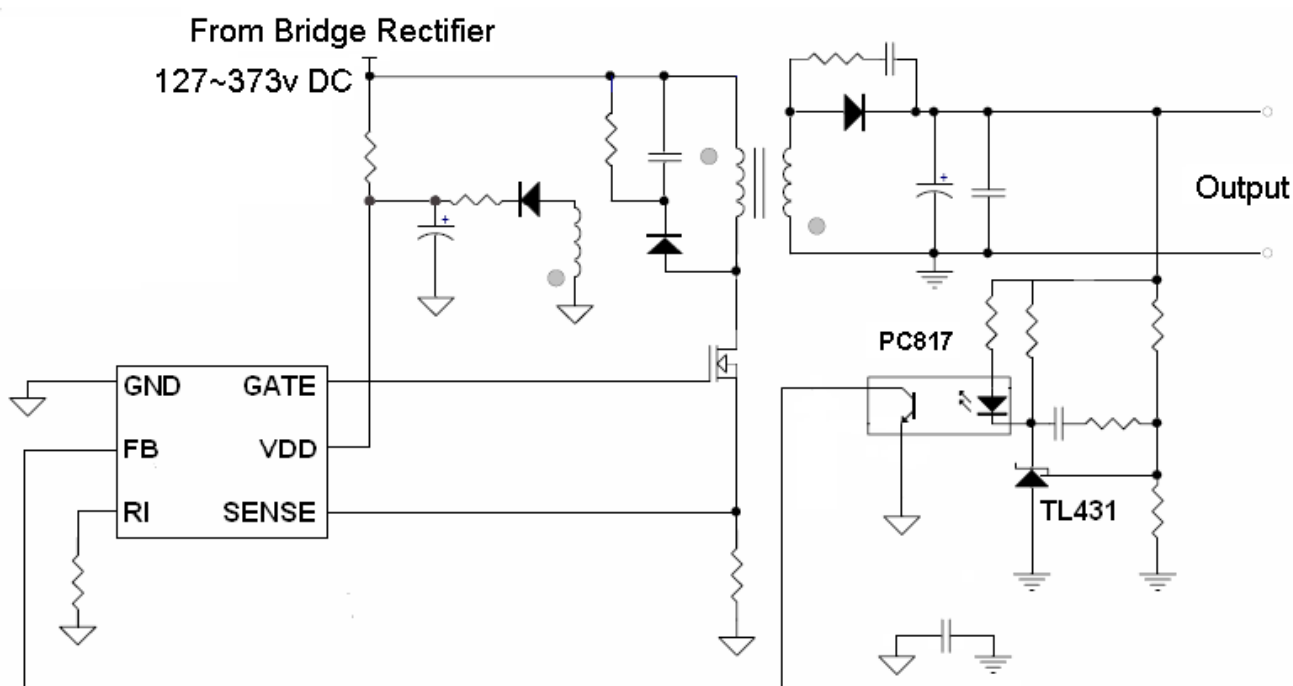 From Bridge Rectifier
127~373v DC
Output
PC817
GND GATE
FB VDD
RI SENSE
TL431